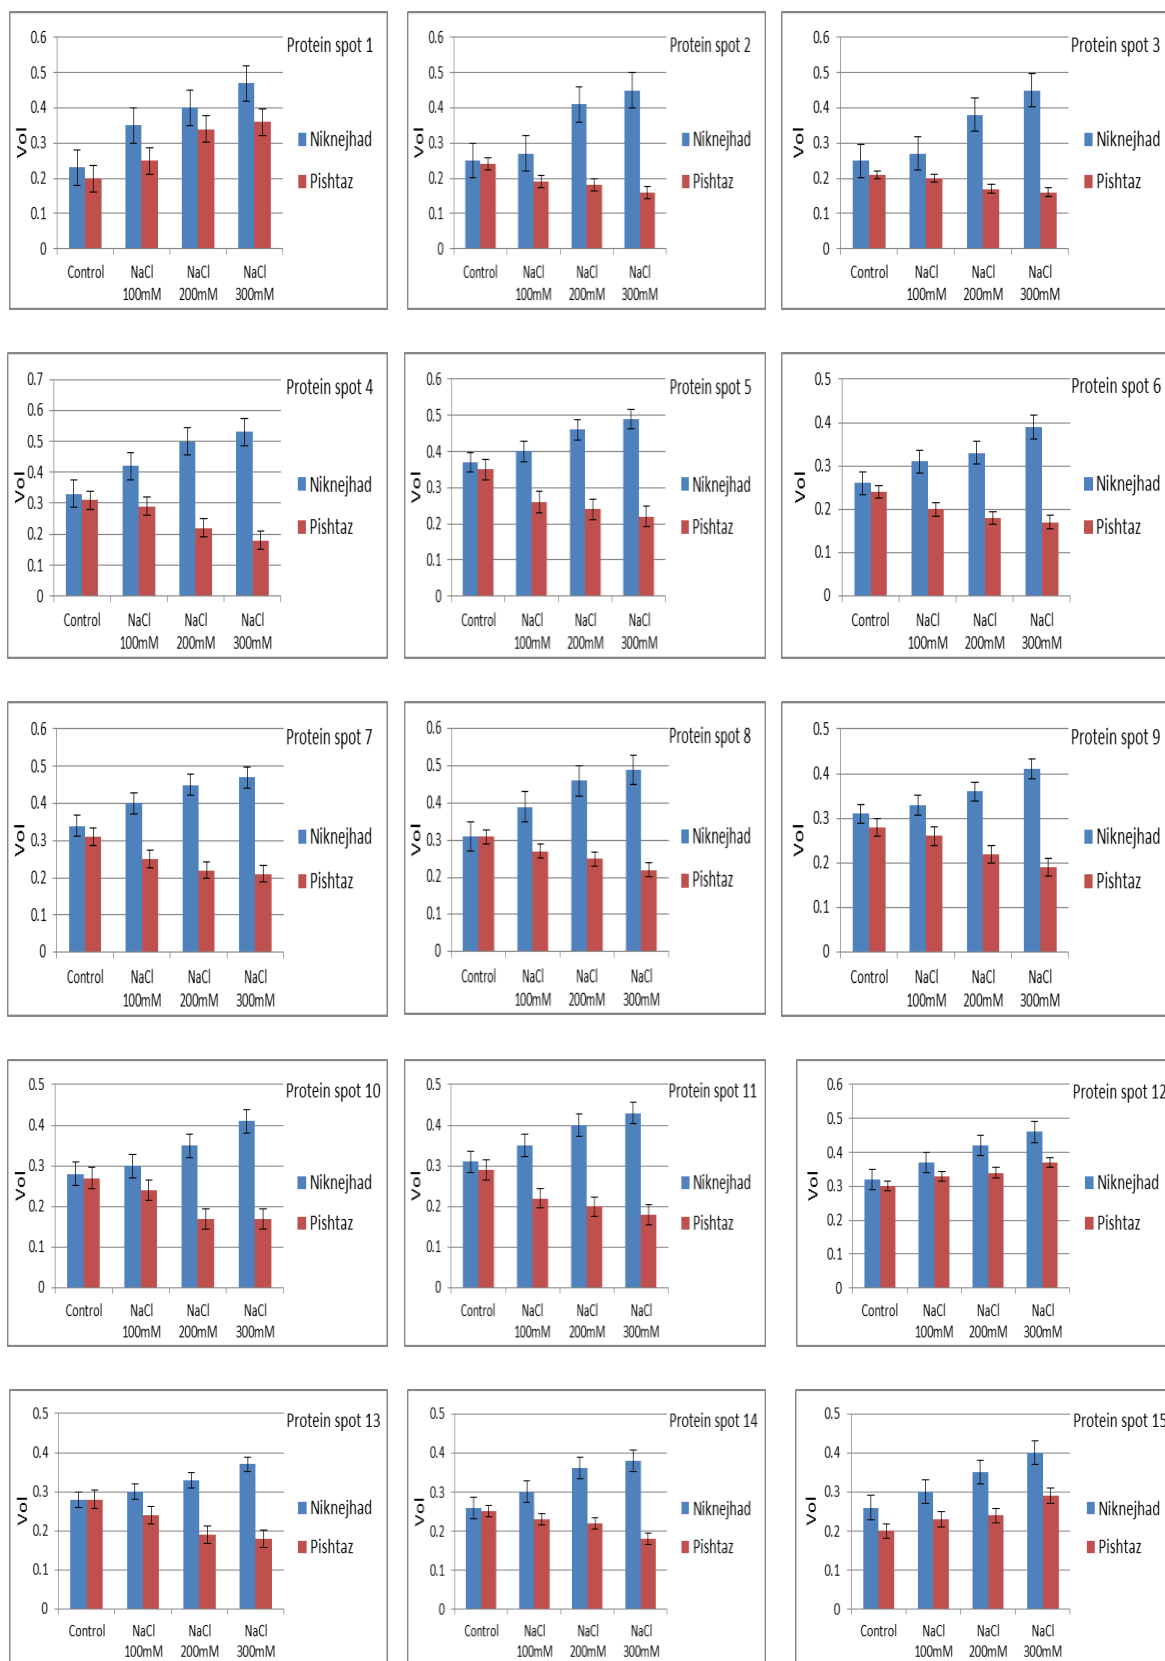 Protein spot 1
0.6
0.5
0.4
0.3
0.2
0.1
0
Vol
Control
NaCl 100mM
NaCl 200mM
NaCl 300mM
Niknejhad
Pishtaz
Protein spot 2
0.6
0.5
0.4
0.3
0.2
0.1
0
Vol
Control
NaCl 100mM
NaCl 200mM
NaCl 300mM
Niknejhad
Pishtaz
Protein spot 3
0.6
0.5
0.4
0.3
0.2
0.1
0
Vol
Control
NaCl 100mM
NaCl 200mM
NaCl 300mM
Niknejhad
Pishtaz
Protein spot 4
0.7
0.6
0.5
0.4
0.3
0.2
0.1
0
Vol
Control
NaCl 100mM
NaCl 200mM
NaCl 300mM
Niknejhad
Pishtaz
Protein spot 5
0.6
0.5
0.4
0.3
0.2
0.1
0
Vol
Control
NaCl 100mM
NaCl 200mM
NaCl 300mM
Niknejhad
Pishtaz
Protein spot 6
0.5
0.4
0.3
0.2
0.1
0
Vol
Control
NaCl 100mM
NaCl 200mM
NaCl 300mM
Niknejhad
Pishtaz
Protein spot 7
0.6
0.5
0.4
0.3
0.2
0.1
0
Vol
Control
NaCl 100mM
NaCl 200mM
NaCl 300mM
Niknejhad
Pishtaz
Protein spot 8
0.6
0.5
0.4
0.3
0.2
0.1
0
Vol
Control
NaCl 100mM
NaCl 200mM
NaCl 300mM
Niknejhad
Pishtaz
Protein spot 9
0.5
0.4
0.3
0.2
0.1
0
Vol
Control
NaCl 100mM
NaCl 200mM
NaCl 300mM
Niknejhad
Pishtaz
Protein spot 10
0.5
0.4
0.3
0.2
0.1
0
Vol
Control
NaCl 100mM
NaCl 200mM
NaCl 300mM
Niknejhad
Pishtaz
Protein spot 11
0.5
0.4
0.3
0.2
0.1
0
Vol
Control
NaCl 100mM
NaCl 200mM
NaCl 300mM
Niknejhad
Pishtaz
Protein spot 12
0.6
0.5
0.4
0.3
0.2
0.1
0
Vol
Control
NaCl 100mM
NaCl 200mM
NaCl 300mM
Niknejhad
Pishtaz
Protein spot 13
0.5
0.4
0.3
0.2
0.1
0
Vol
Control
NaCl 100mM
NaCl 200mM
NaCl 300mM
Niknejhad
Pishtaz
Protein spot 14
0.5
0.4
0.3
0.2
0.1
0
Vol
Control
NaCl 100mM
NaCl 200mM
NaCl 300mM
Niknejhad
Pishtaz
Protein spot 15
0.5
0.4
0.3
0.2
0.1
0
Vol
Control
NaCl 100mM
NaCl 200mM
NaCl 300mM
Niknejhad
Pishtaz